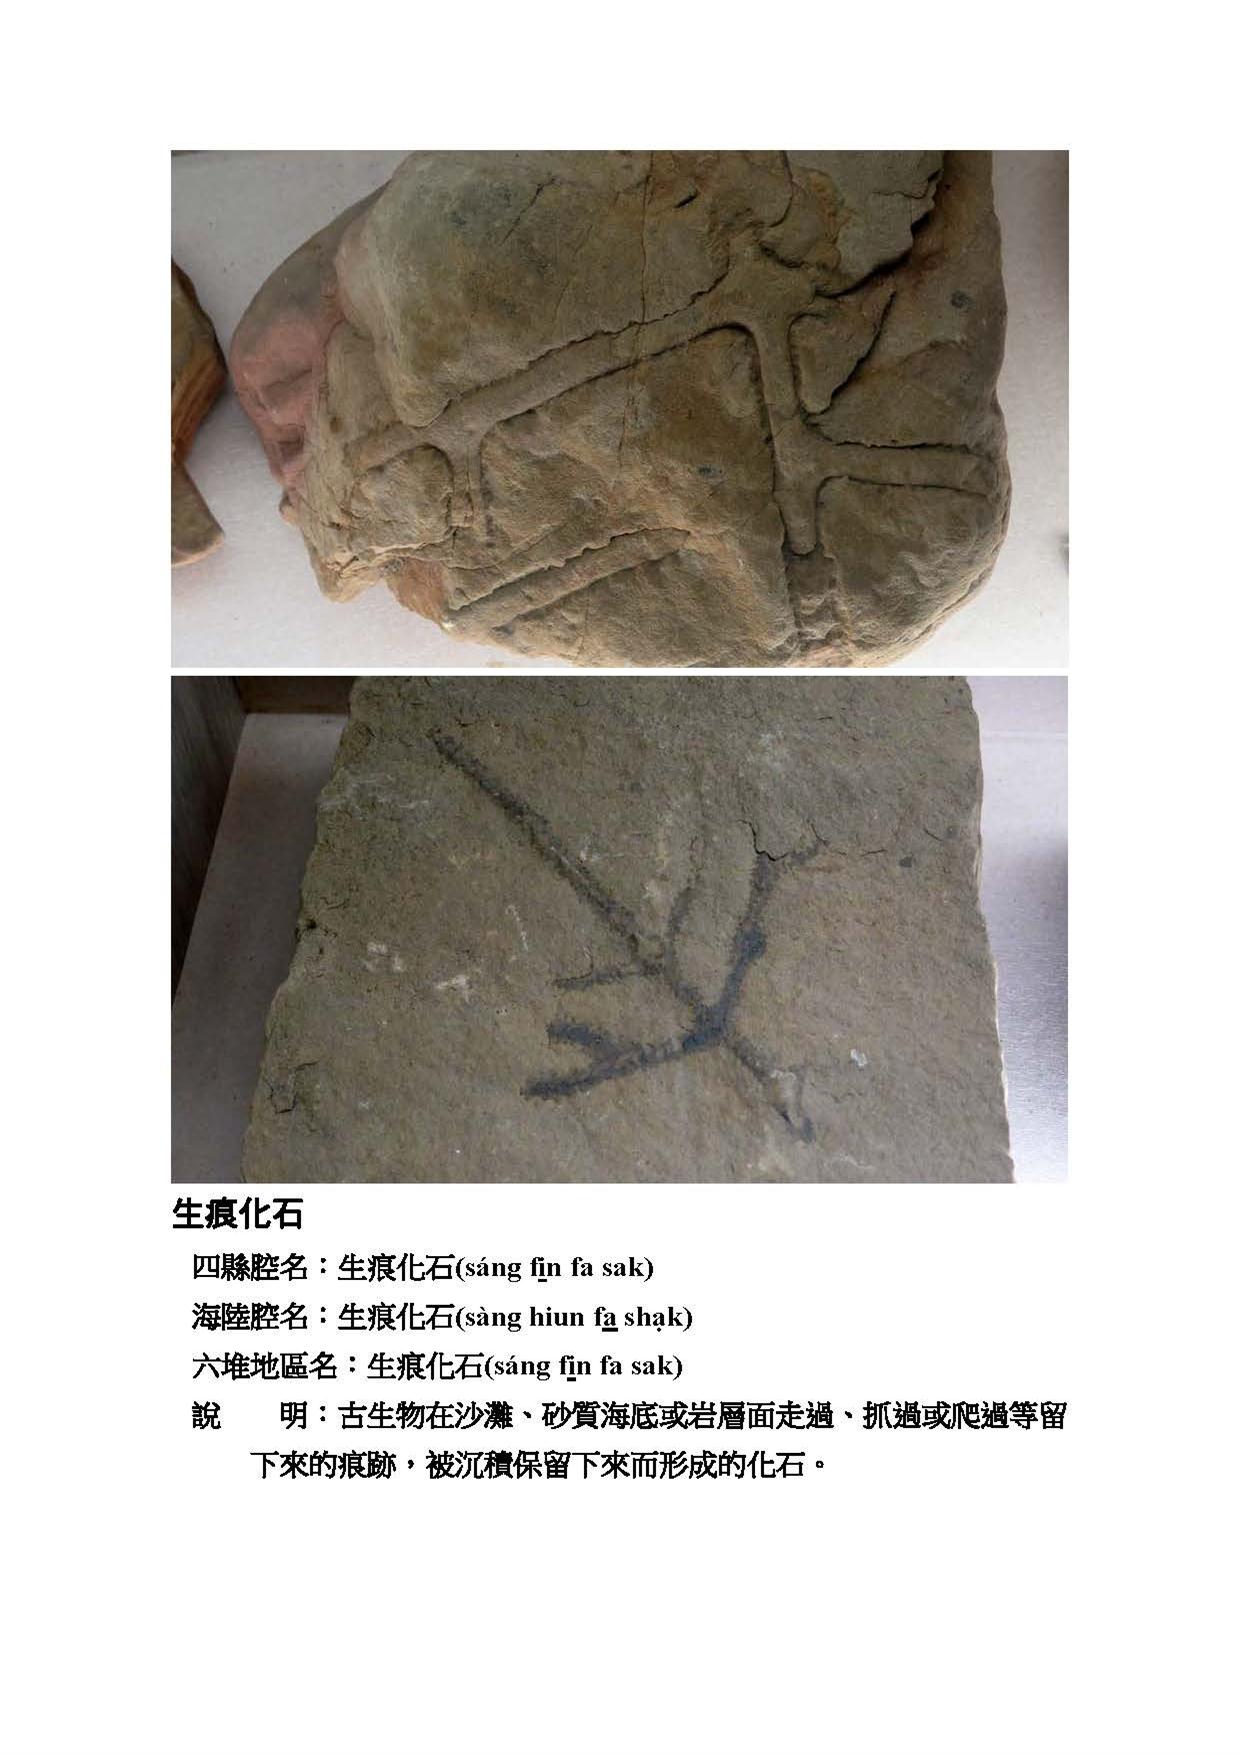 生痕化石
四縣腔名：生痕化石(sáng fi̲n fa sak)
海陸腔名：生痕化石(sàng hiun fa̲ shạk)
六堆地區名：生痕化石(sáng fi̲n fa sak)
說　　明：古生物在沙灘、砂質海底或岩層面走過、抓過或爬過等留
下來的痕跡，被沉積保留下來而形成的化石。